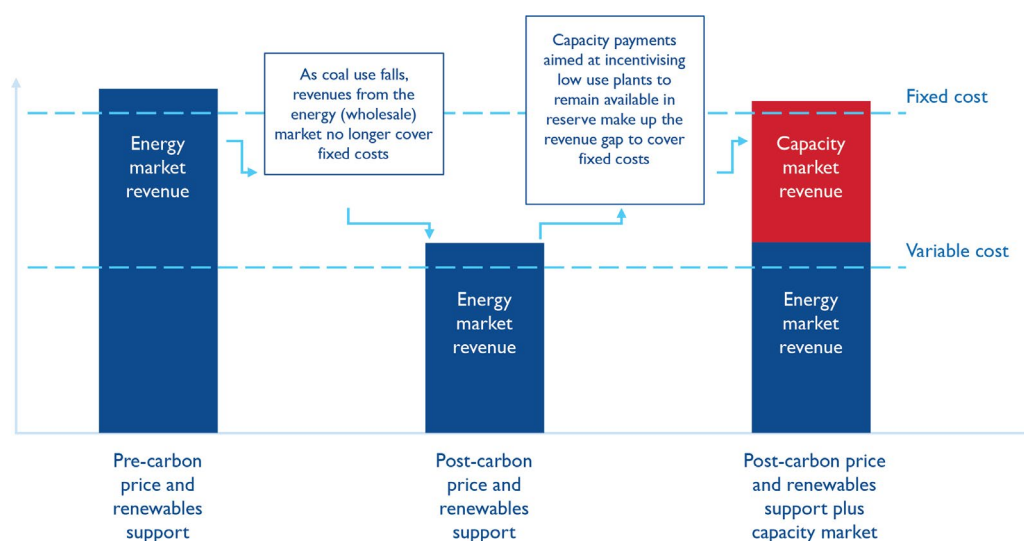 As coal use falls,
revenues from the
energy (wholesale)
market no longer cover
fixed costs
Capacity payments
aimed at incentivising
low use plants to
remain available in
reserve make up the
revenue gap to cover
fixed costs
Fixed cost
Energy
market
revenue
Capacity
market
revenue
Variable cost
Energy
market
revenue
Energy
market
revenue
Pre-carbon
price and
renewables
support
Post-carbon
price and
renewables
support
Post-carbon price
and renewables
support plus
capacity market